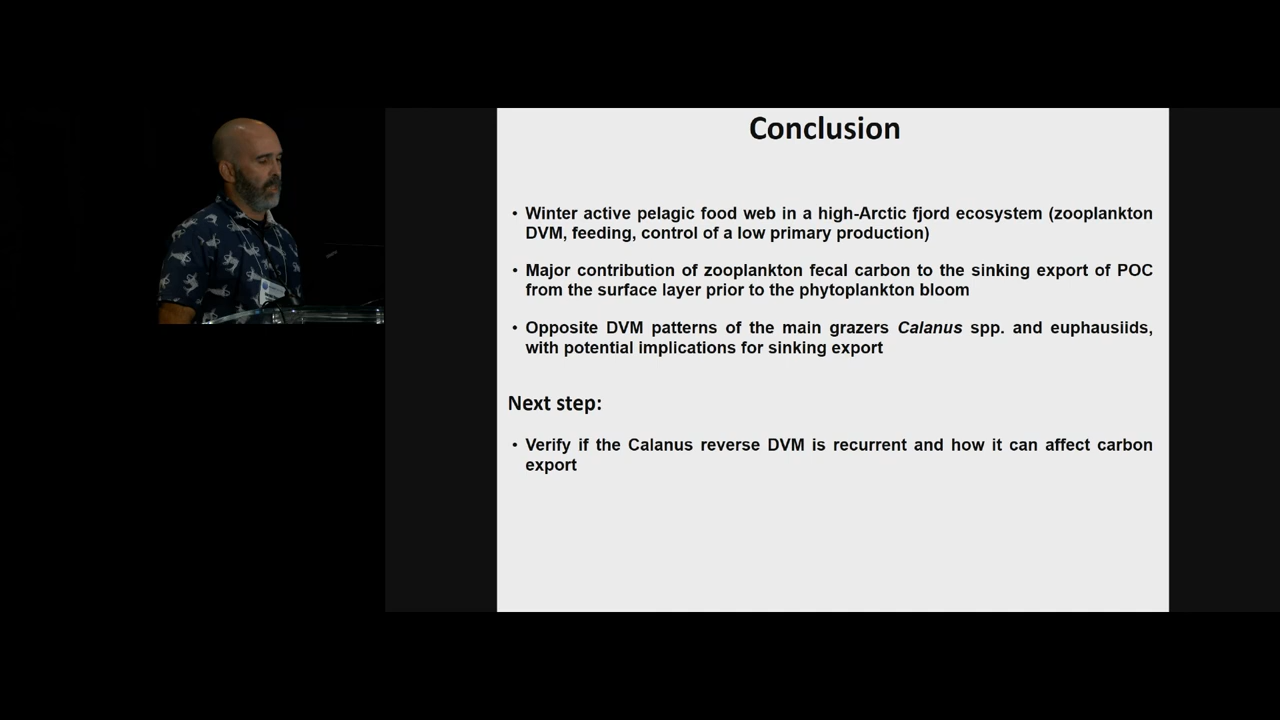 Conclusion
• Winter active pelagic food web in a high-Arctic fjord ecosystem (zooplankton
DVM, feeding, control of a low primary production)
• Major contribution of zooplankton fecal carbon to the sinking export of POC
from the surface layer prior to the phytoplankton bloom
• Opposite DVM patterns of the main grazers Calanus spp. and euphausiids,
with potential implications for sinking export
Next step:
• Verify if the Calanus reverse DVM is recurrent and how it can affect carbon
export